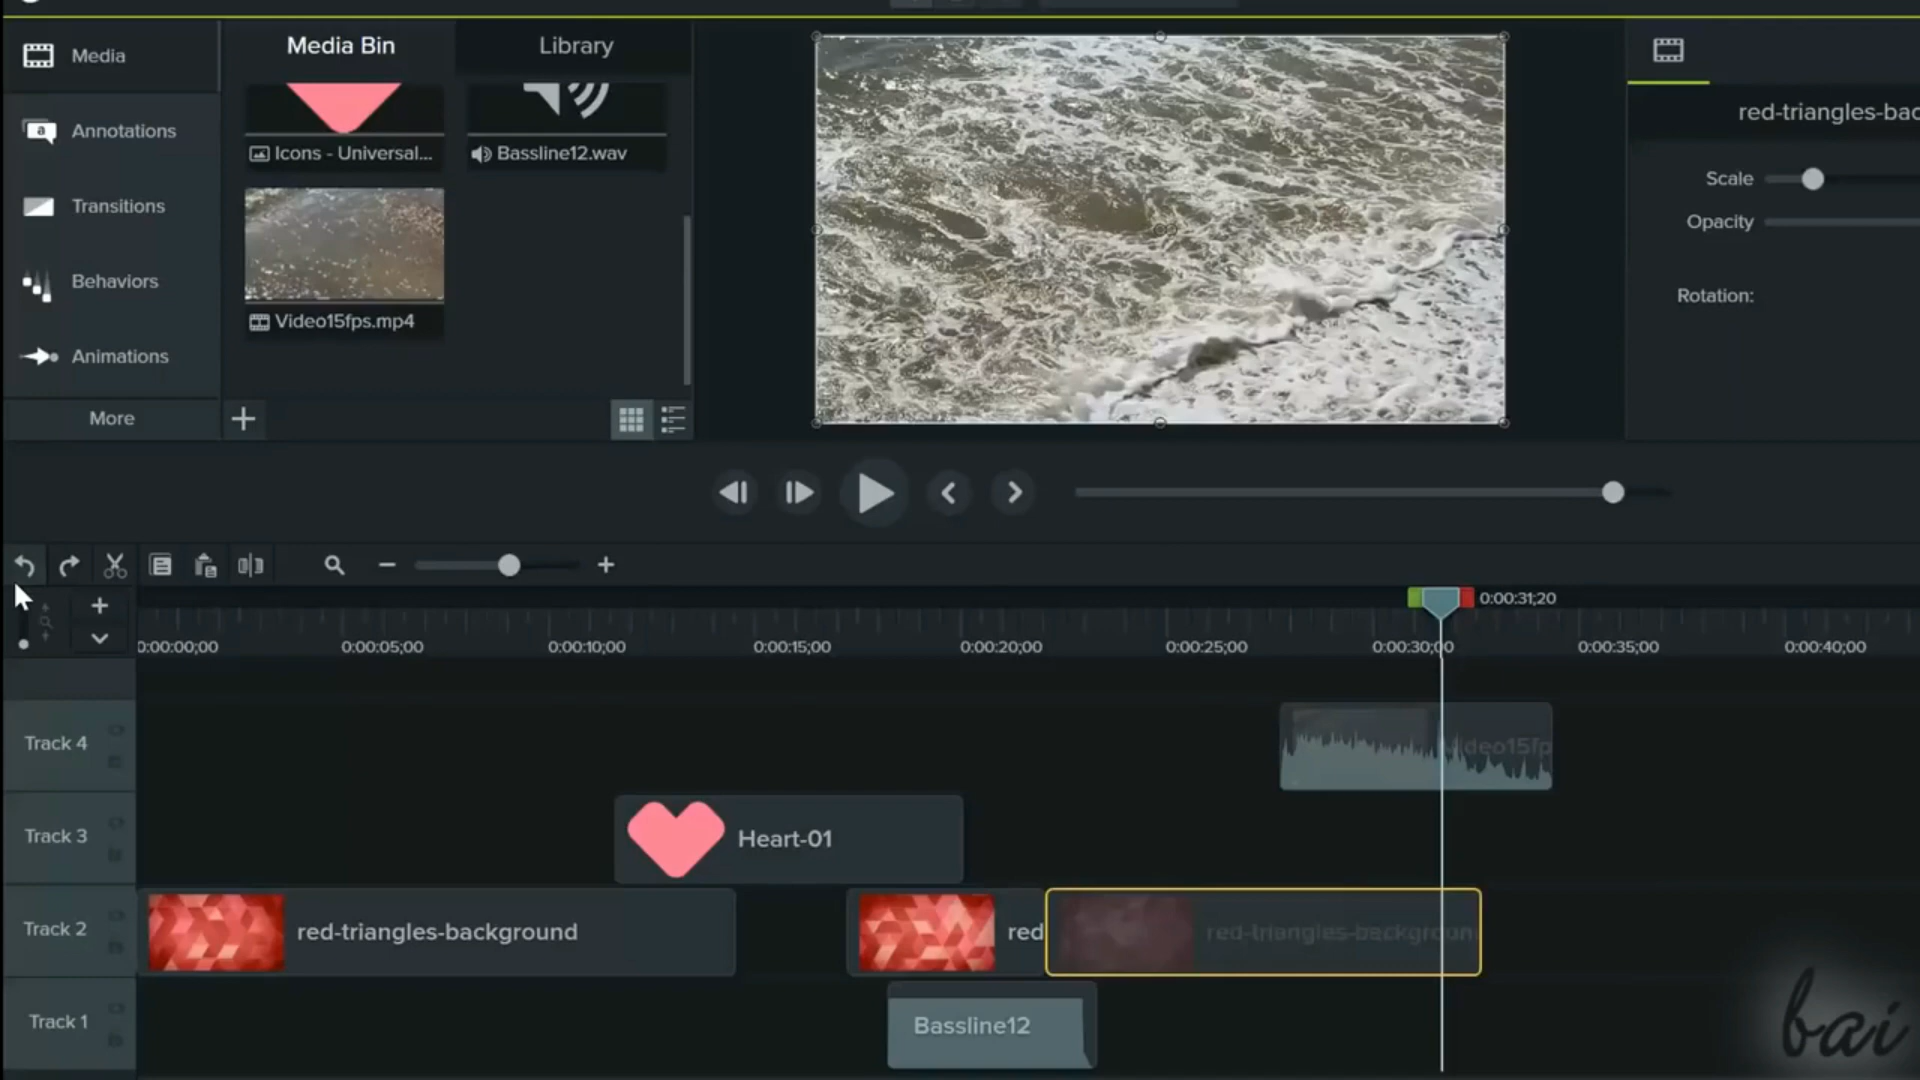 Media
Media Bin
Library
Annotations
Transitions
Behaviors
Animations
More
Icons - Universal...
Bassline12.wav
Video15fps.mp4
red-triangles-bac
Scale
Opacity
Rotation:
0:00:31;20
0:00:00;00
0:00:05;00
0:00:10;00
0:00:15;00
0:00:20;00
0:00:25;00
0:00:30;00
0:00:35;00
0:00:40;00
Track 4
Video15fp
Track 3
Heart-01
Track 2
red-triangles-background
red
red-triangles-backgroun
Track 1
Bassline12
bai